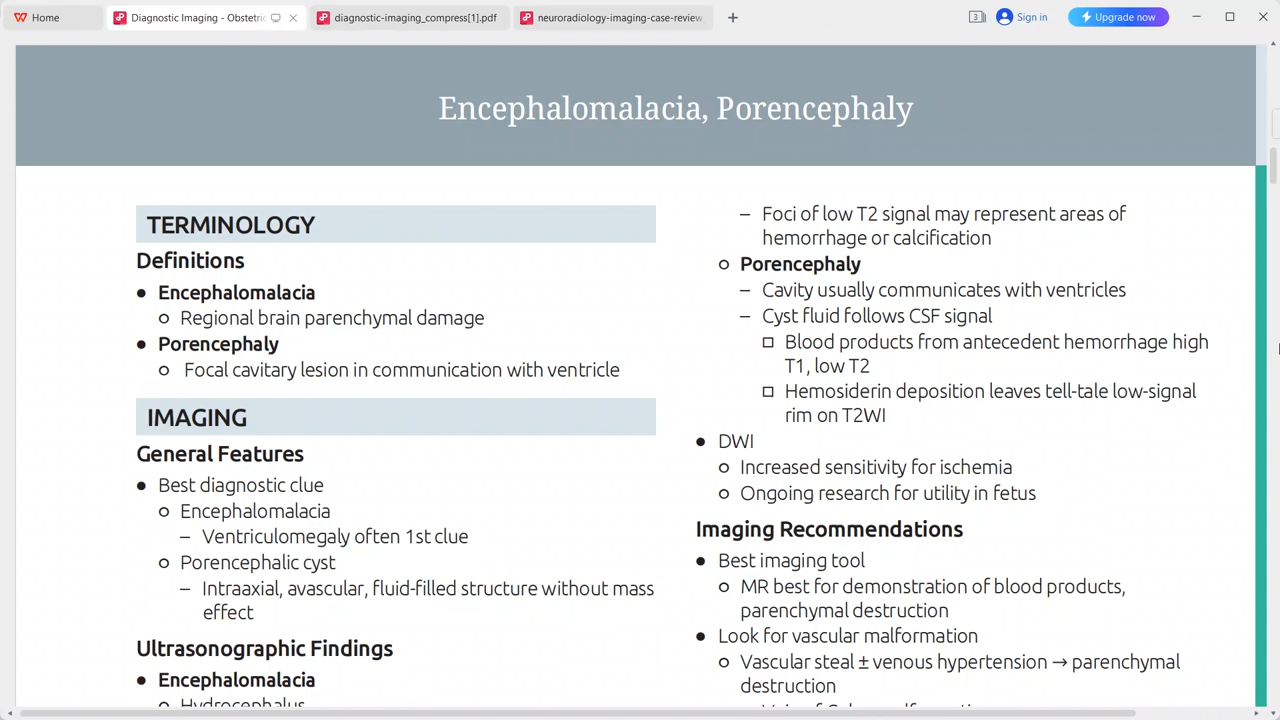 Home
Diagnostic Imaging - Obstetric
diagnostic-imaging_compress[1].pdf
neuroradiology-imaging-case-review
3
Sign in
Upgrade now
Encephalomalacia, Porencephaly
TERMINOLOGY
Definitions
● Encephalomalacia
○ Regional brain parenchymal damage
● Porencephaly
○ Focal cavitary lesion in communication with ventricle
IMAGING
General Features
● Best diagnostic clue
○ Encephalomalacia
– Ventriculomegaly often 1st clue
○ Porencephalic cyst
– Intraaxial, avascular, fluid-filled structure without mass
effect
Ultrasonographic Findings
● Encephalomalacia
○ Hydrocephalus
– Foci of low T2 signal may represent areas of
hemorrhage or calcification
○ Porencephaly
– Cavity usually communicates with ventricles
– Cyst fluid follows CSF signal
□ Blood products from antecedent hemorrhage high
T1, low T2
□ Hemosiderin deposition leaves tell-tale low-signal
rim on T2WI
● DWI
○ Increased sensitivity for ischemia
○ Ongoing research for utility in fetus
Imaging Recommendations
● Best imaging tool
○ MR best for demonstration of blood products,
parenchymal destruction
● Look for vascular malformation
○ Vascular steal ± venous hypertension → parenchymal
destruction